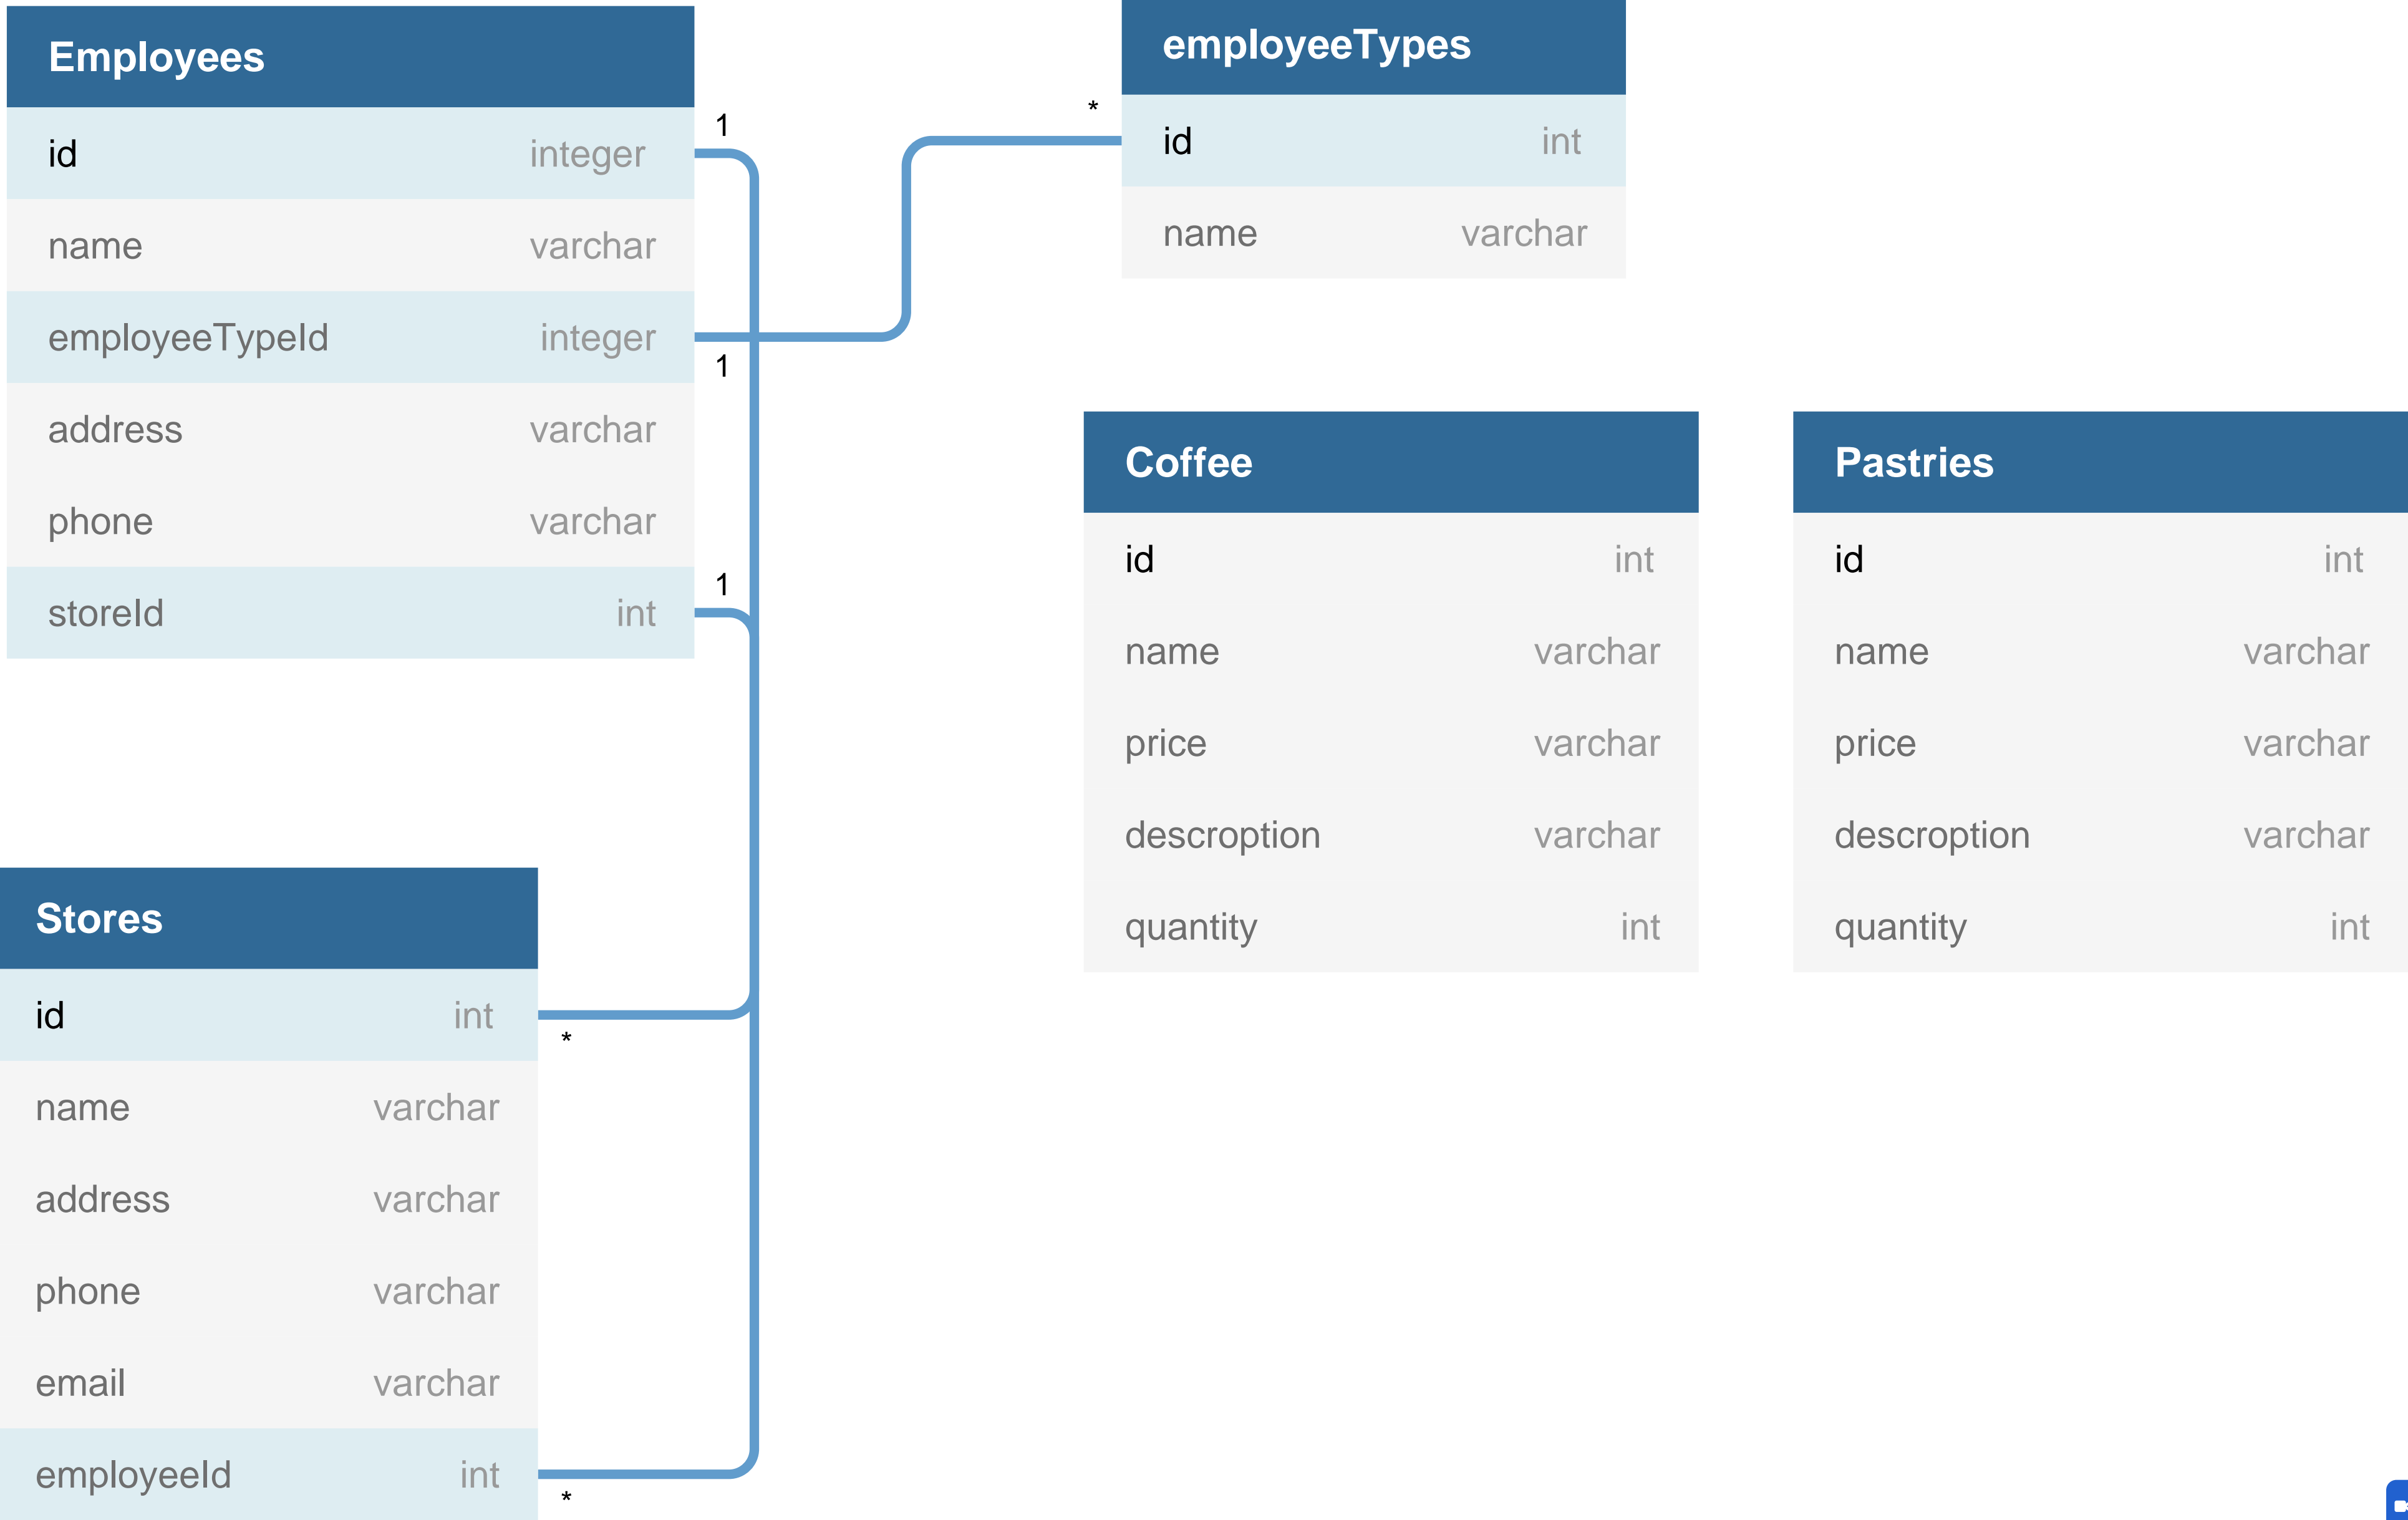 Employees
id integer
name varchar
employeeTypeId integer
address varchar
phone varchar
storeId int
1
1
1
*
employeeTypes
id int
name varchar
Coffee
id int
name varchar
price varchar
descroption varchar
quantity int
Pastries
id int
name varchar
price varchar
descroption varchar
quantity int
Stores
id int
name varchar
address varchar
phone varchar
email varchar
employeeId int
*
*